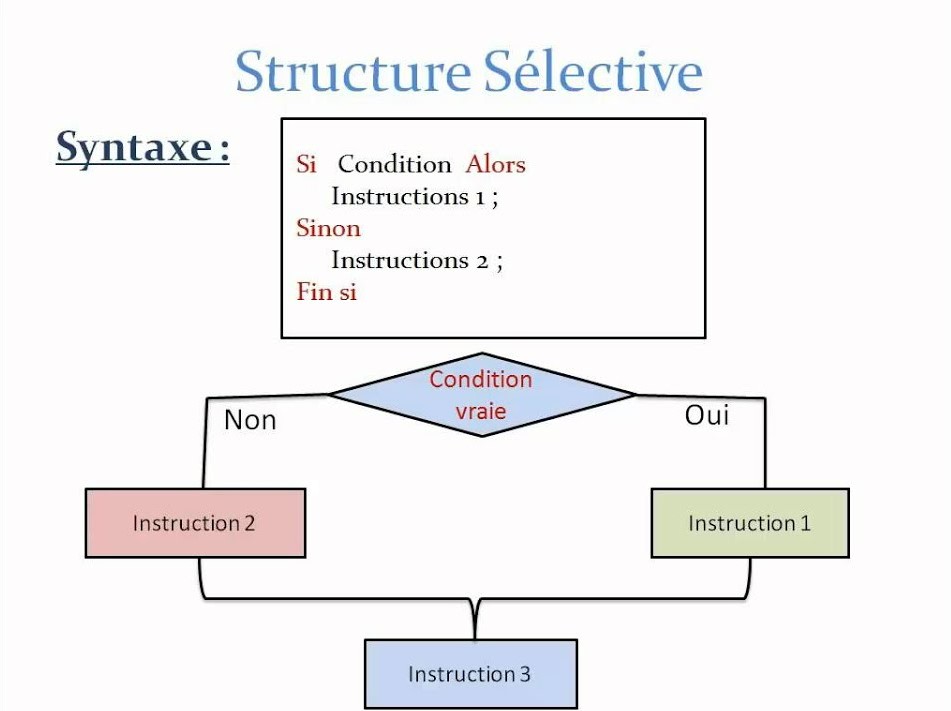 Structure Sélective
Syntaxe :
Si Condition Alors
Instructions 1 ;
Sinon
Instructions 2 ;
Fin si
Condition
vraie
Non
Oui
Instruction 2
Instruction 1
Instruction 3